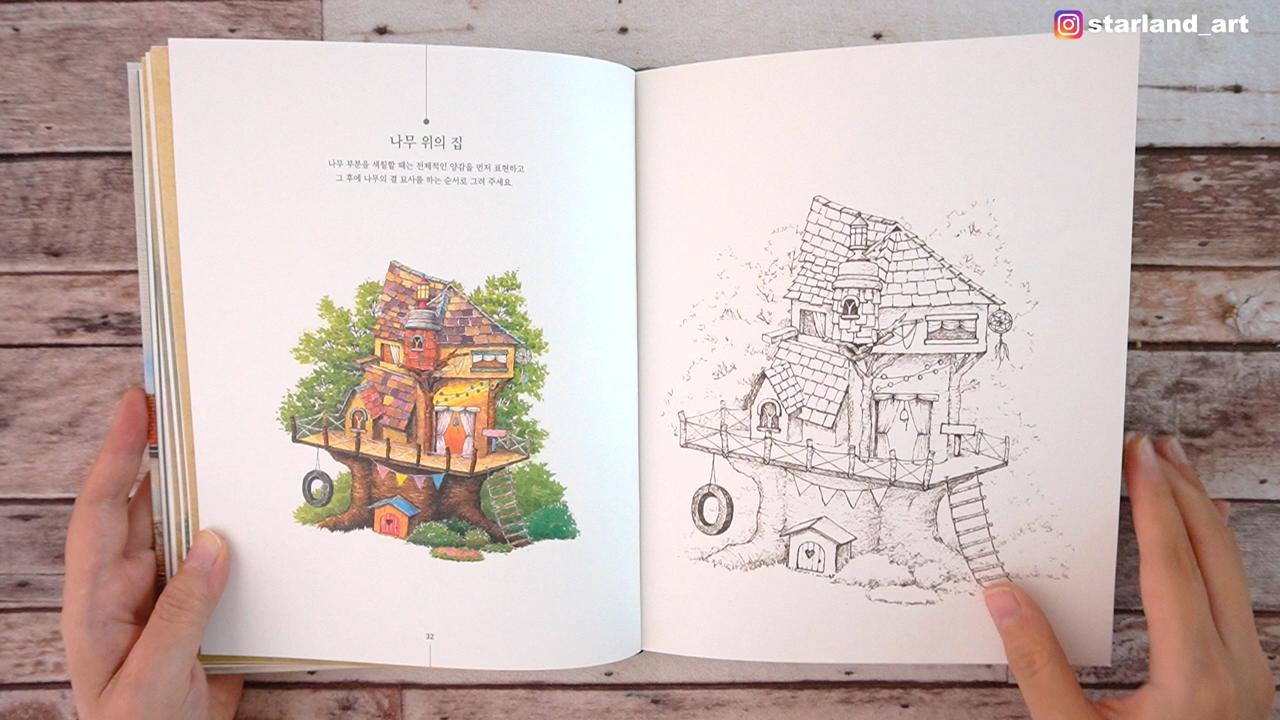 starland_art
나무 위의 집
나무 부분을 색칠할 때는 전체적인 양감을 먼저 표현하고
그 후에 나무의 결 묘사를 하는 순서로 그려 주세요.
32